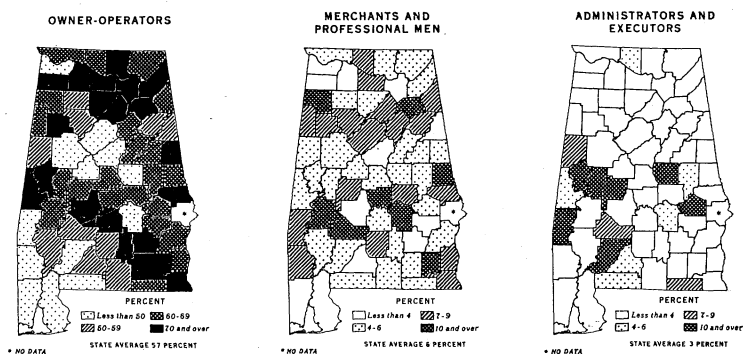 OWNER-OPERATORS
PERCENT
Less than 50
60-69
50-59
70 and over
STATE AVERAGE 57 PERCENT
* NO DATA
MERCHANTS AND
PROFESSIONAL MEN
PERCENT
Less than 4
7-9
4-6
10 and over
STATE AVERAGE 6 PERCENT
* NO DATA
ADMINISTRATORS AND
EXECUTORS
PERCENT
Less than 4
7-9
4-6
10 and over
STATE AVERAGE 3 PERCENT
* NO DATA